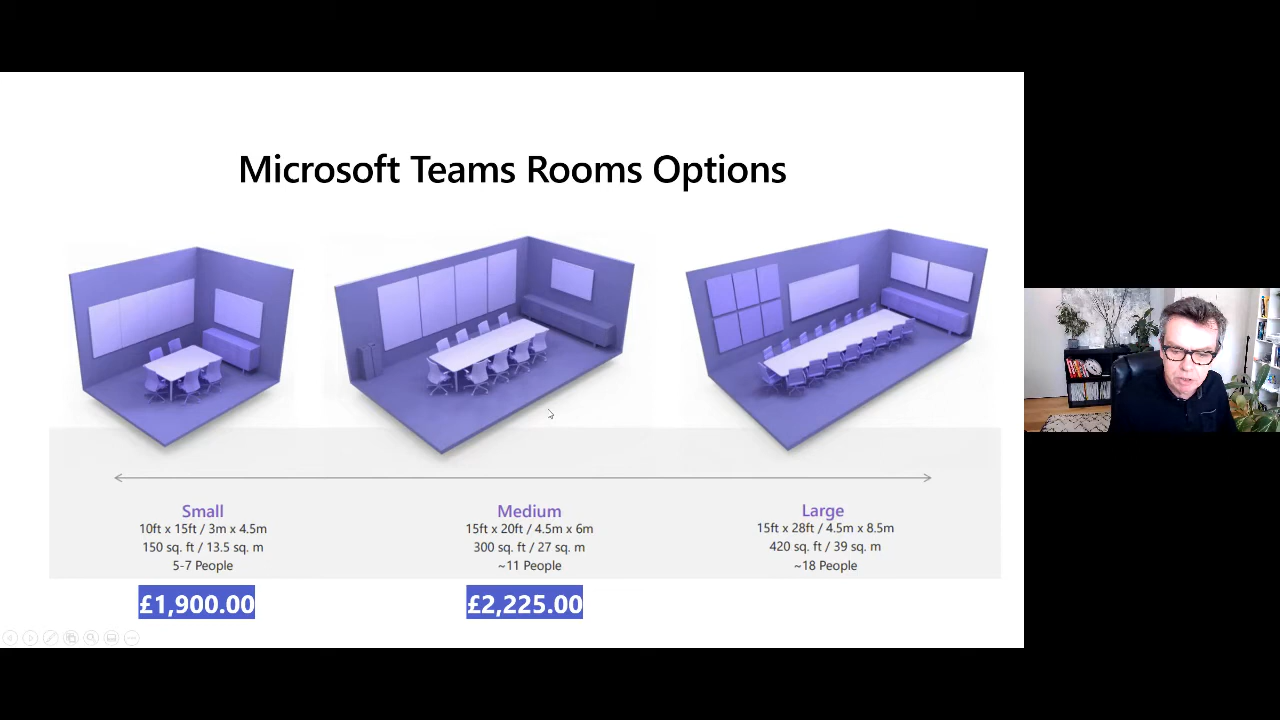 Microsoft Teams Rooms Options
Small
10ft x 15ft / 3m x 4.5m
150 sq. ft / 13.5 sq. m
5-7 People
£1,900.00
Medium
15ft x 20ft / 4.5m x 6m
300 sq. ft / 27 sq. m
~11 People
£2,225.00
Large
15ft x 28ft / 4.5m x 8.5m
420 sq. ft / 39 sq. m
~18 People